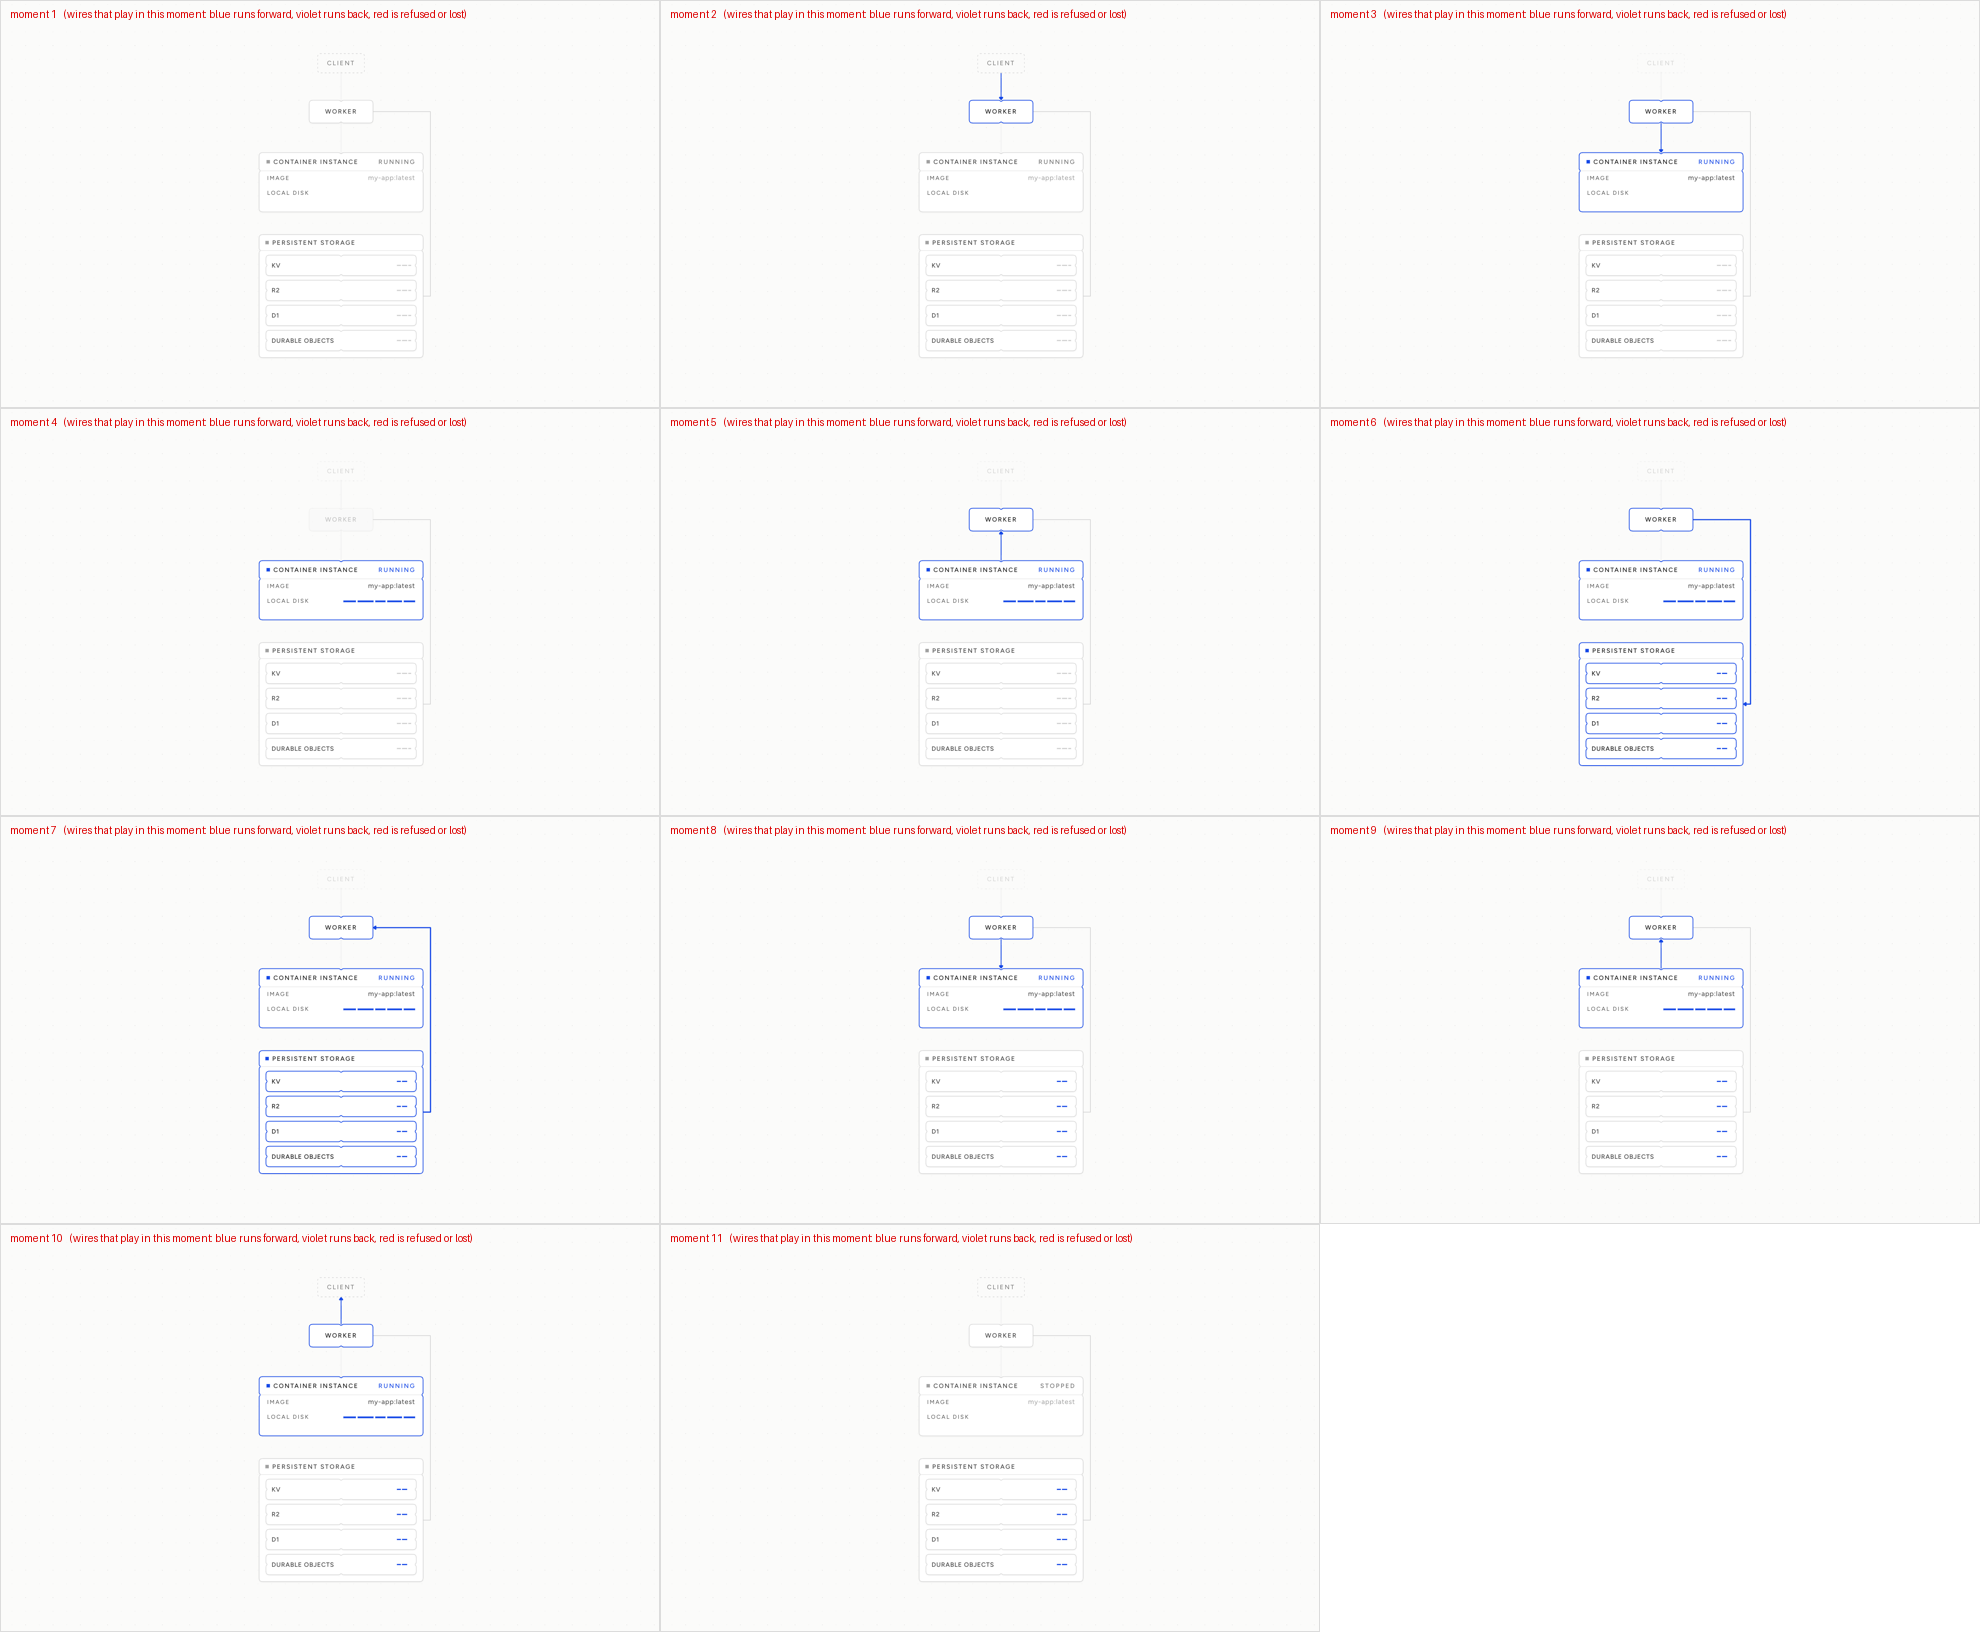 moment 1 (wires that play in this moment: blue runs forward, violet runs back, red is refused or lost)
CLIENT
WORKER
CONTAINER INSTANCE RUNNING
IMAGE my-app:latest
LOCAL DISK
PERSISTENT STORAGE
KV
R2
D1
DURABLE OBJECTS
moment 2 (wires that play in this moment: blue runs forward, violet runs back, red is refused or lost)
CLIENT
WORKER
CONTAINER INSTANCE RUNNING
IMAGE my-app:latest
LOCAL DISK
PERSISTENT STORAGE
KV
R2
D1
DURABLE OBJECTS
moment 3 (wires that play in this moment: blue runs forward, violet runs back, red is refused or lost)
CLIENT
WORKER
CONTAINER INSTANCE RUNNING
IMAGE my-app:latest
LOCAL DISK
PERSISTENT STORAGE
KV
R2
D1
DURABLE OBJECTS
moment 4 (wires that play in this moment: blue runs forward, violet runs back, red is refused or lost)
CLIENT
WORKER
CONTAINER INSTANCE RUNNING
IMAGE my-app:latest
LOCAL DISK
PERSISTENT STORAGE
KV
R2
D1
DURABLE OBJECTS
moment 5 (wires that play in this moment: blue runs forward, violet runs back, red is refused or lost)
CLIENT
WORKER
CONTAINER INSTANCE RUNNING
IMAGE my-app:latest
LOCAL DISK
PERSISTENT STORAGE
KV
R2
D1
DURABLE OBJECTS
moment 6 (wires that play in this moment: blue runs forward, violet runs back, red is refused or lost)
CLIENT
WORKER
CONTAINER INSTANCE RUNNING
IMAGE my-app:latest
LOCAL DISK
PERSISTENT STORAGE
KV
R2
D1
DURABLE OBJECTS
moment 7 (wires that play in this moment: blue runs forward, violet runs back, red is refused or lost)
CLIENT
WORKER
CONTAINER INSTANCE RUNNING
IMAGE my-app:latest
LOCAL DISK
PERSISTENT STORAGE
KV
R2
D1
DURABLE OBJECTS
moment 8 (wires that play in this moment: blue runs forward, violet runs back, red is refused or lost)
CLIENT
WORKER
CONTAINER INSTANCE RUNNING
IMAGE my-app:latest
LOCAL DISK
PERSISTENT STORAGE
KV
R2
D1
DURABLE OBJECTS
moment 9 (wires that play in this moment: blue runs forward, violet runs back, red is refused or lost)
CLIENT
WORKER
CONTAINER INSTANCE RUNNING
IMAGE my-app:latest
LOCAL DISK
PERSISTENT STORAGE
KV
R2
D1
DURABLE OBJECTS
moment 10 (wires that play in this moment: blue runs forward, violet runs back, red is refused or lost)
CLIENT
WORKER
CONTAINER INSTANCE RUNNING
IMAGE my-app:latest
LOCAL DISK
PERSISTENT STORAGE
KV
R2
D1
DURABLE OBJECTS
moment 11 (wires that play in this moment: blue runs forward, violet runs back, red is refused or lost)
CLIENT
WORKER
CONTAINER INSTANCE STOPPED
IMAGE my-app:latest
LOCAL DISK
PERSISTENT STORAGE
KV
R2
D1
DURABLE OBJECTS